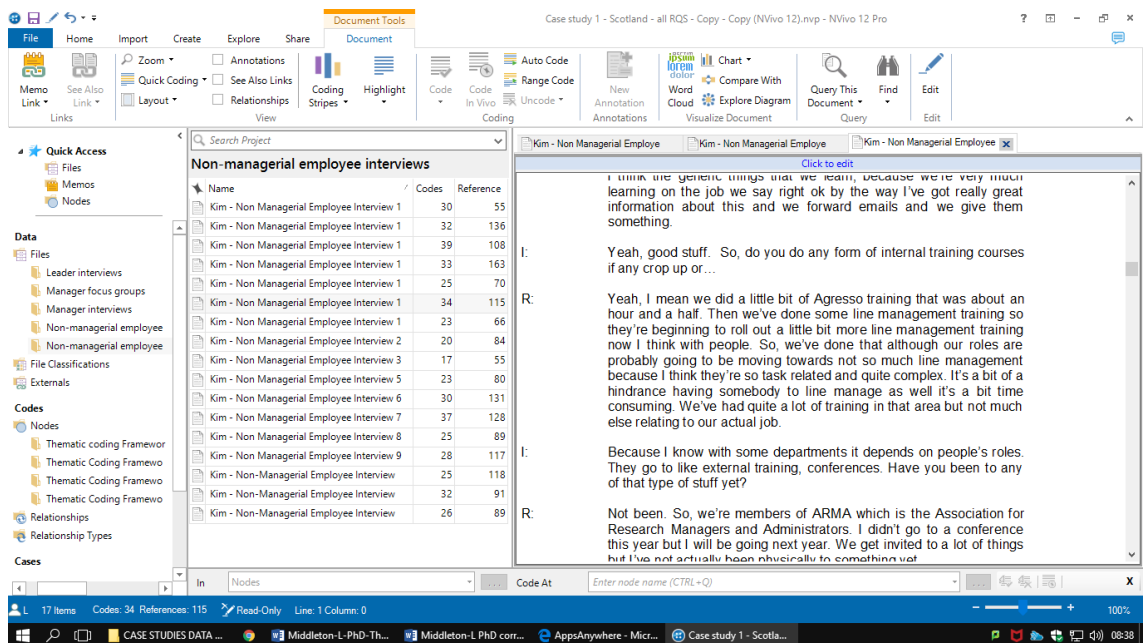 Document Tools
Case study 1 - Scotland - all RQS - Copy - Copy (NVivo 12).nvp - NVivo 12 Pro
File Home Import Create Explore Share Document
Memo Link
See Also Link
Links
Zoom
Quick Coding
Layout
Annotations
See Also Links
Relationships
View
Coding Stripes
Highlight
Code
Code In Vivo
Auto Code
Range Code
Uncode
Coding
New Annotation
Annotations
Word Cloud
Chart
Compare With
Explore Diagram
Visualize Document
Query This Document
Find
Query
Edit
Edit
Quick Access
Files
Memos
Nodes
Data
Files
Leader interviews
Manager focus groups
Manager interviews
Non-managerial employee
Non-managerial employee
File Classifications
Externals
Codes
Nodes
Thematic coding Framewor
Thematic Coding Framewo
Thematic Coding Framewo
Thematic Coding Framewo
Relationships
Relationship Types
Cases
Search Project
Non-managerial employee interviews
Name / Codes Reference
Kim - Non Managerial Employee Interview 1 30 55
Kim - Non Managerial Employee Interview 1 32 136
Kim - Non Managerial Employee Interview 1 39 108
Kim - Non Managerial Employee Interview 1 33 163
Kim - Non Managerial Employee Interview 1 25 70
Kim - Non Managerial Employee Interview 1 34 115
Kim - Non Managerial Employee Interview 1 23 66
Kim - Non Managerial Employee Interview 2 20 84
Kim - Non Managerial Employee Interview 3 17 55
Kim - Non Managerial Employee Interview 5 23 80
Kim - Non Managerial Employee Interview 6 30 131
Kim - Non Managerial Employee Interview 7 37 128
Kim - Non Managerial Employee Interview 8 25 89
Kim - Non Managerial Employee Interview 9 28 117
Kim - Non-Managerial Employee Interview 25 118
Kim - Non-Managerial Employee Interview 32 91
Kim - Non-Managerial Employee Interview 26 89
Kim - Non Managerial Employe
Kim - Non Managerial Employe
Kim - Non Managerial Employee
Click to edit
I think the generic things that we learn, because we're very much
learning on the job we say right ok by the way I've got really great
information about this and we forward emails and we give them
something.
I: Yeah, good stuff. So, do you do any form of internal training courses
if any crop up or…
R: Yeah, I mean we did a little bit of Agresso training that was about an
hour and a half. Then we've done some line management training so
they're beginning to roll out a little bit more line management training
now I think with people. So, we've done that although our roles are
probably going to be moving towards not so much line management
because I think they're so task related and quite complex. It's a bit of a
hindrance having somebody to line manage as well it's a bit time
consuming. We've had quite a lot of training in that area but not much
else relating to our actual job.
I: Because I know with some departments it depends on people's roles.
They go to like external training, conferences. Have you been to any
of that type of stuff yet?
R: Not been. So, we're members of ARMA which is the Association for
Research Managers and Administrators. I didn't go to a conference
this year but I will be going next year. We get invited to a lot of things
but I've not actually been physically to something yet
In Nodes ... Code At Enter node name (CTRL+Q) ... X
L 17 Items Codes: 34 References: 115 Read-Only Line: 1 Column: 0 100%
CASE STUDIES DATA ... Middleton-L-PhD-Th... Middleton-L PhD corr... AppsAnywhere - Micr... Case study 1 - Scotla... 08:38